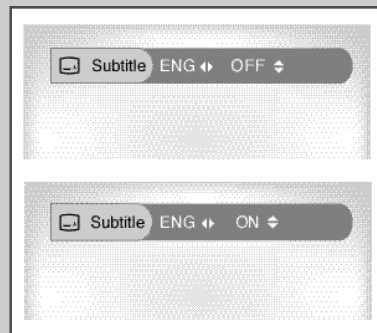 Subtitle ENG ◂▸ OFF ◆
Subtitle ENG ◂▸ ON ◆